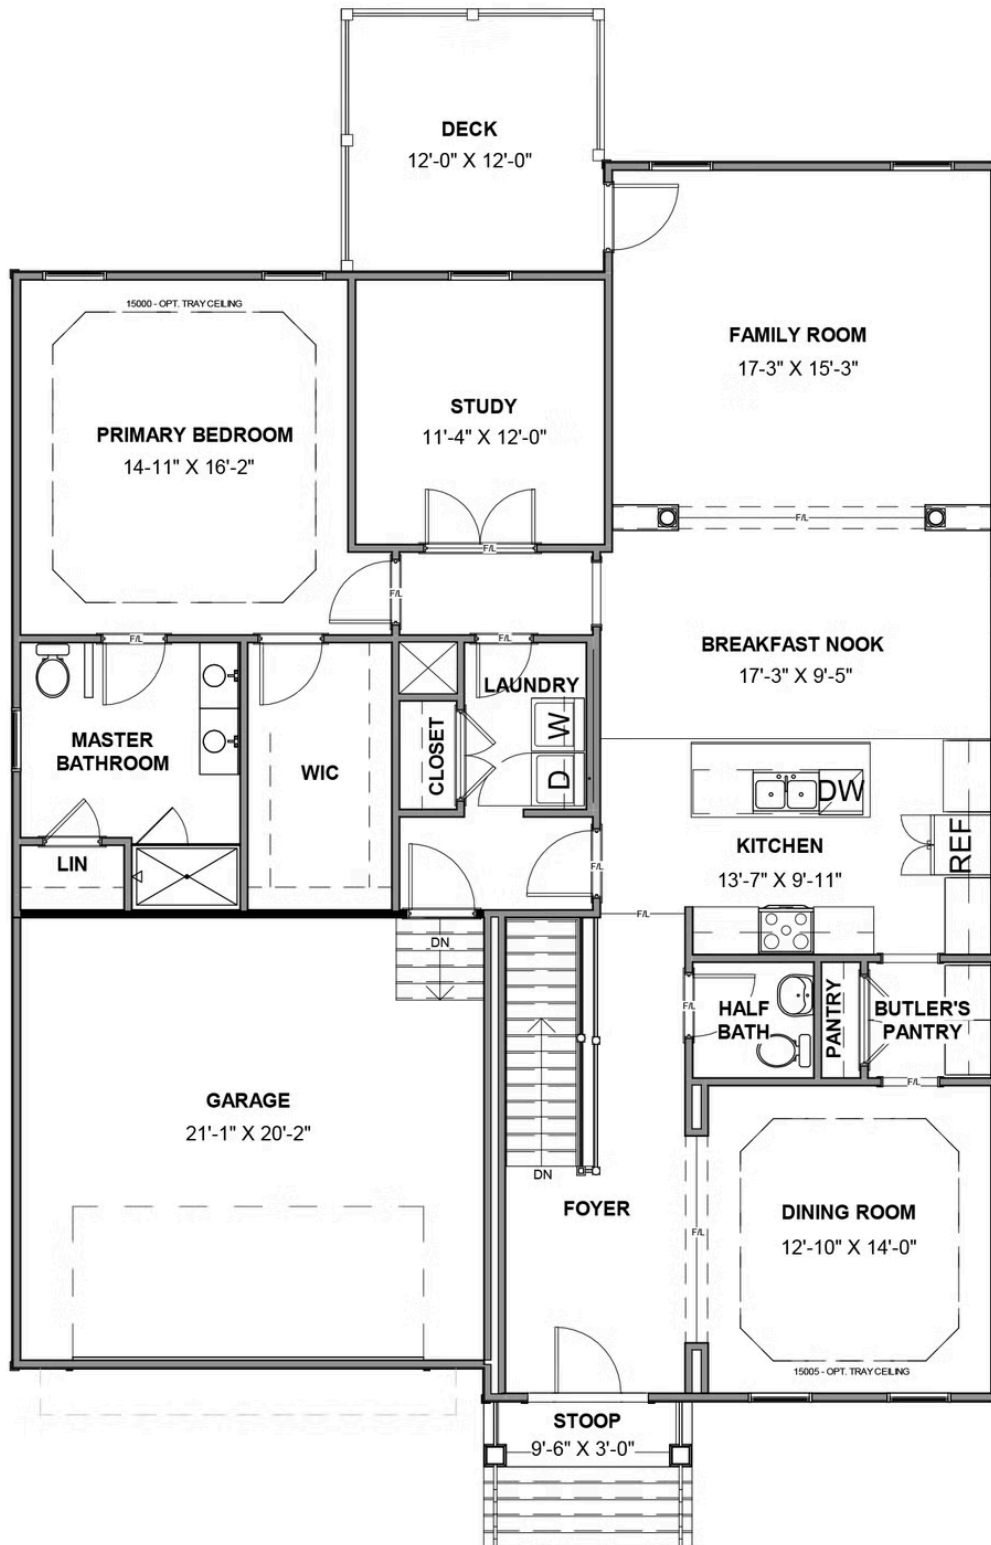 DECK
12'-0" X 12'-0"
15000 - OPT. TRAY CEILING
FAMILY ROOM
17-3" X 15'-3"
STUDY
11'-4" X 12'-0"
PRIMARY BEDROOM
14-11" X 16'-2"
F/L
F/L
F/L
F/L
F/L
BREAKFAST NOOK
17'-3" X 9'-5"
LAUNDRY
W
D
CLOSET
MASTER
BATHROOM
WIC
DW
KITCHEN
13'-7" X 9'-11"
REF
LIN
F/L
F/L
DN
HALF
BATH
F/L
PANTRY
BUTLER'S
PANTRY
F/L
GARAGE
21'-1" X 20'-2"
DN
FOYER
F/L
DINING ROOM
12'-10" X 14'-0"
15005 - OPT. TRAY CEILING
STOOP
9'-6" X 3'-0"